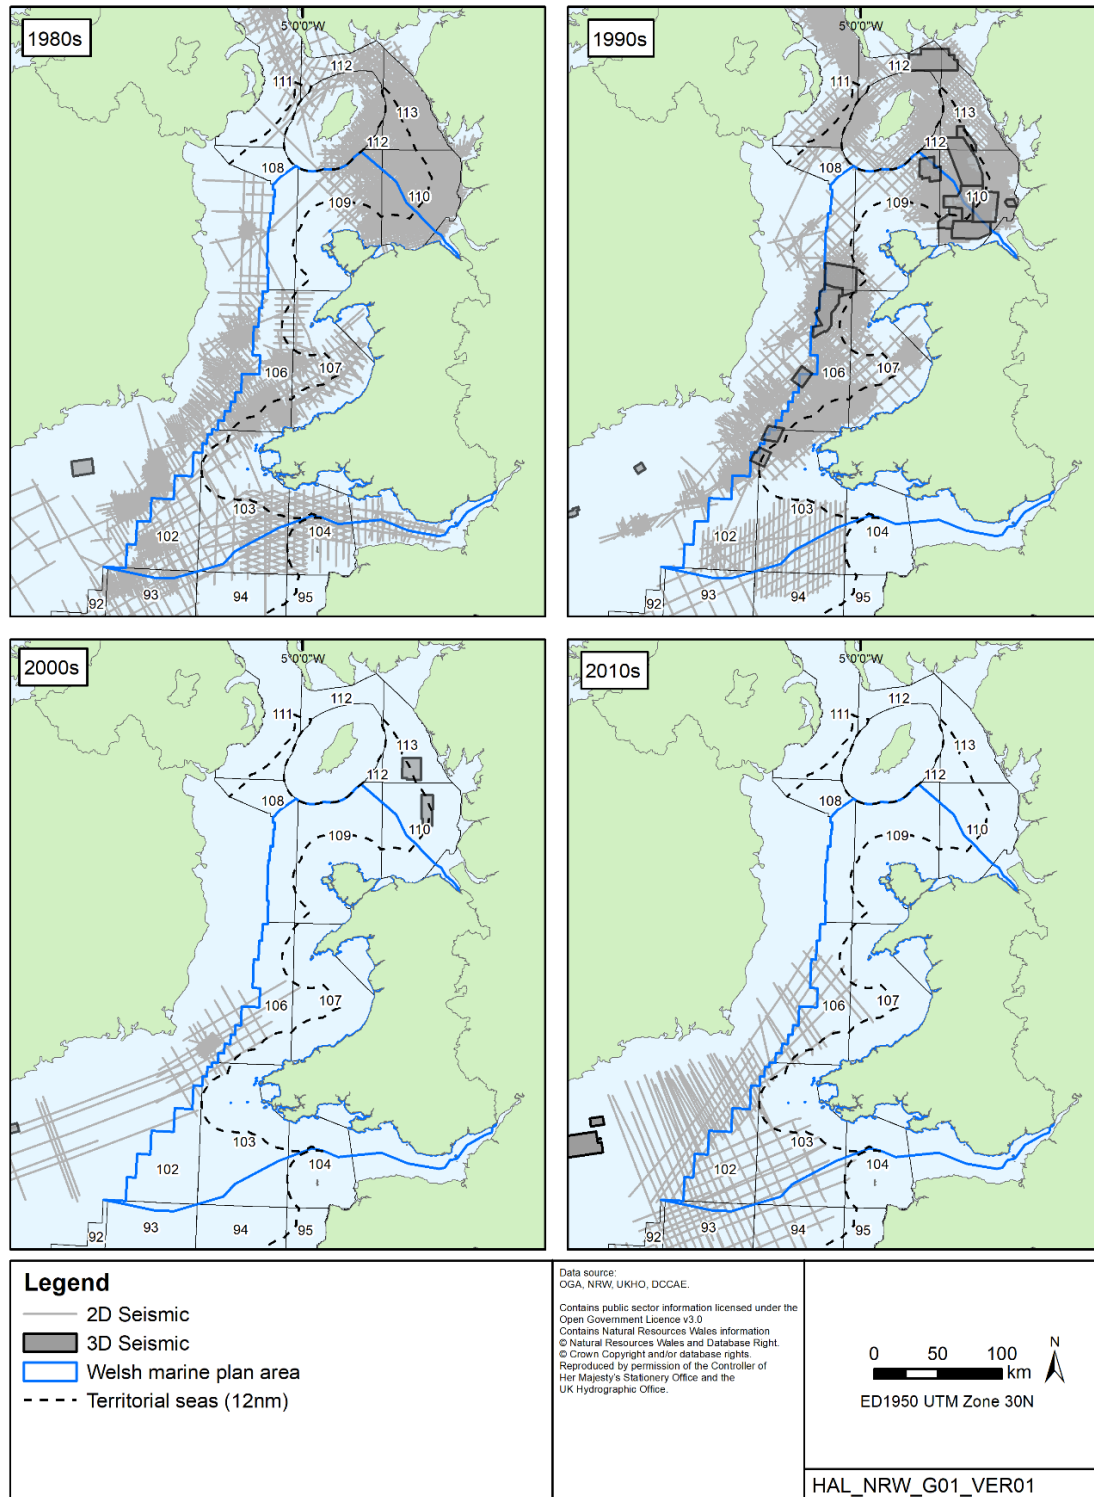 1980s
5°0'0"W
112
111
113
112
108
110
109
106
107
103
102
104
93
94
95
92
1990s
5°0'0"W
112
111
113
112
108
110
109
106
107
103
102
104
93
94
95
92
2000s
5°0'0"W
112
111
113
112
108
110
109
106
107
103
102
104
93
94
95
92
2010s
5°0'0"W
112
111
113
112
108
110
109
106
107
103
102
104
93
94
95
92
Legend
2D Seismic
3D Seismic
Welsh marine plan area
Territorial seas (12nm)
Data source:
OGA, NRW, UKHO, DCCAE.
Contains public sector information licensed under the
Open Government Licence v3.0
Contains Natural Resources Wales information
© Natural Resources Wales and Database Right.
© Crown Copyright and/or database rights.
Reproduced by permission of the Controller of
Her Majesty's Stationery Office and the
UK Hydrographic Office.
N
0 50 100
km
ED1950 UTM Zone 30N
HAL_NRW_G01_VER01